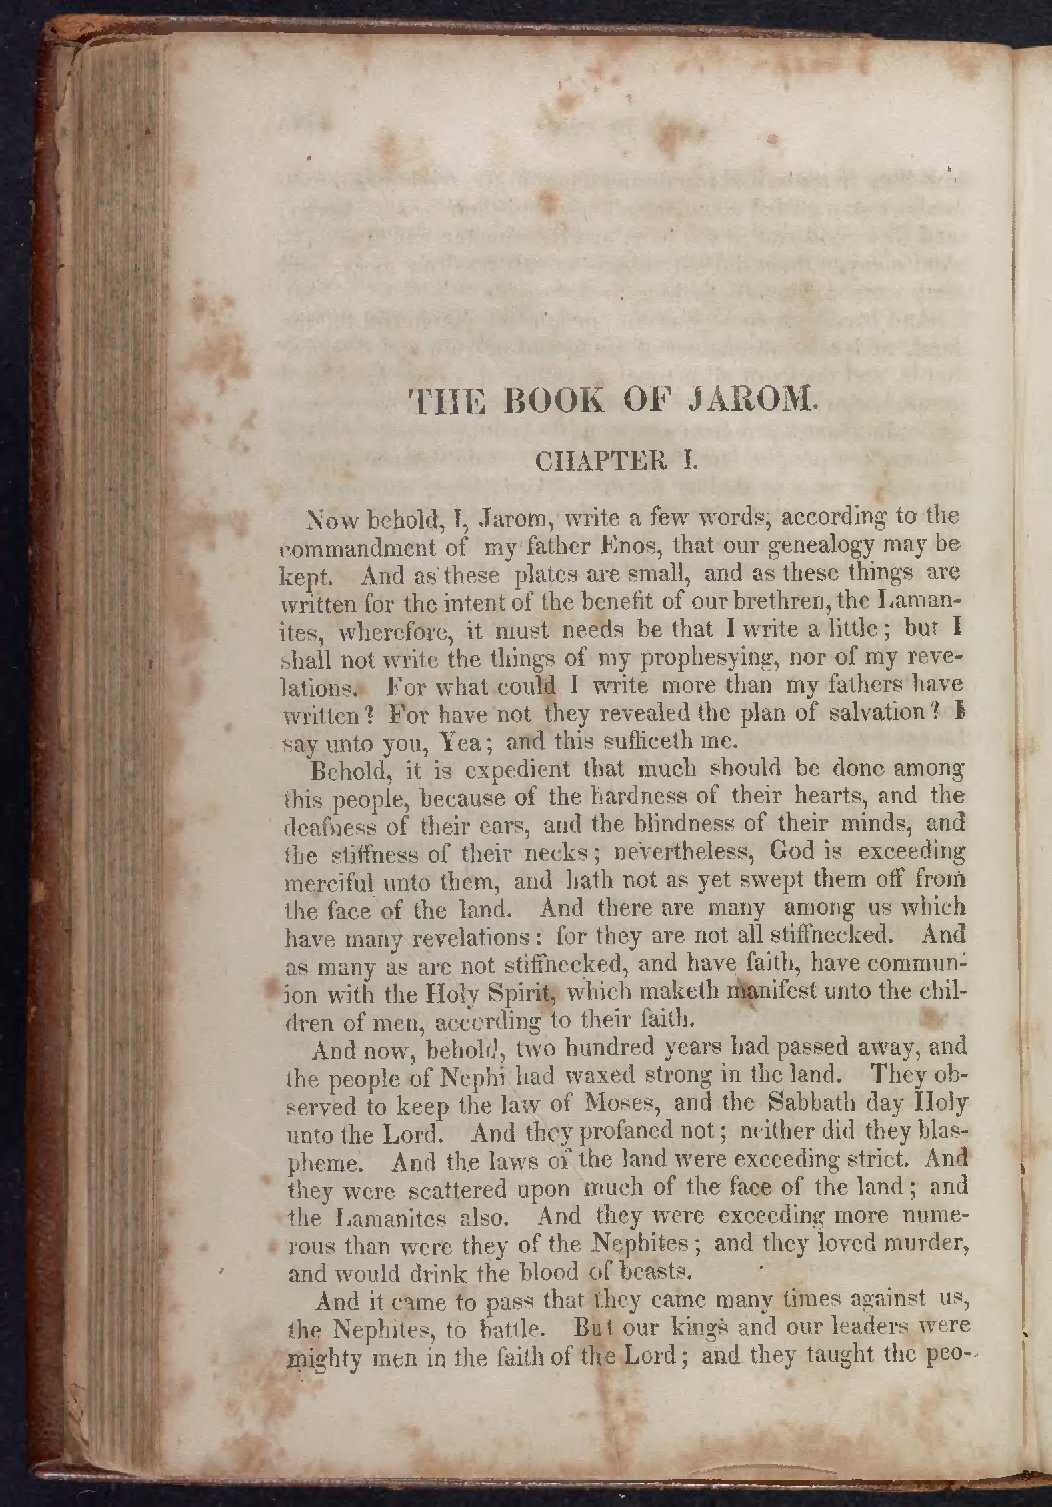 THE BOOK OF JAROM.
CHAPTER I.
Now behold, I, Jarom, write a few words, according to the
commandment of my father Enos, that our genealogy may be
kept. And as these plates are small, and as these things are
written for the intent of the benefit of our brethren, the Laman-
ites, wherefore, it must needs be that I write a little; but I
shall not write the things of my prophesying, nor of my reve-
lations. For what could I write more than my fathers have
written? For have not they revealed the plan of salvation? I
say unto you, Yea; and this sufficeth me.
Behold, it is expedient that much should be done among
this people, because of the hardness of their hearts, and the
deafness of their ears, and the blindness of their minds, and
the stiffness of their necks; nevertheless, God is exceeding
merciful unto them, and hath not as yet swept them off from
the face of the land. And there are many among us which
have many revelations: for they are not all stiffnecked. And
as many as are not stiffnecked, and have faith, have commun-
ion with the Holy Spirit, which maketh manifest unto the chil-
dren of men, according to their faith.
And now, behold, two hundred years had passed away, and
the people of Nephi had waxed strong in the land. They ob-
served to keep the law of Moses, and the Sabbath day Holy
unto the Lord. And they profaned not; neither did they blas-
pheme. And the laws of the land were exceeding strict. And
they were scattered upon much of the face of the land; and
the Lamanites also. And they were exceeding more nume-
rous than were they of the Nephites; and they loved murder,
and would drink the blood of beasts.
And it came to pass that they came many times against us,
the Nephites, to battle. But our kings and our leaders were
mighty men in the faith of the Lord; and they taught the peo-